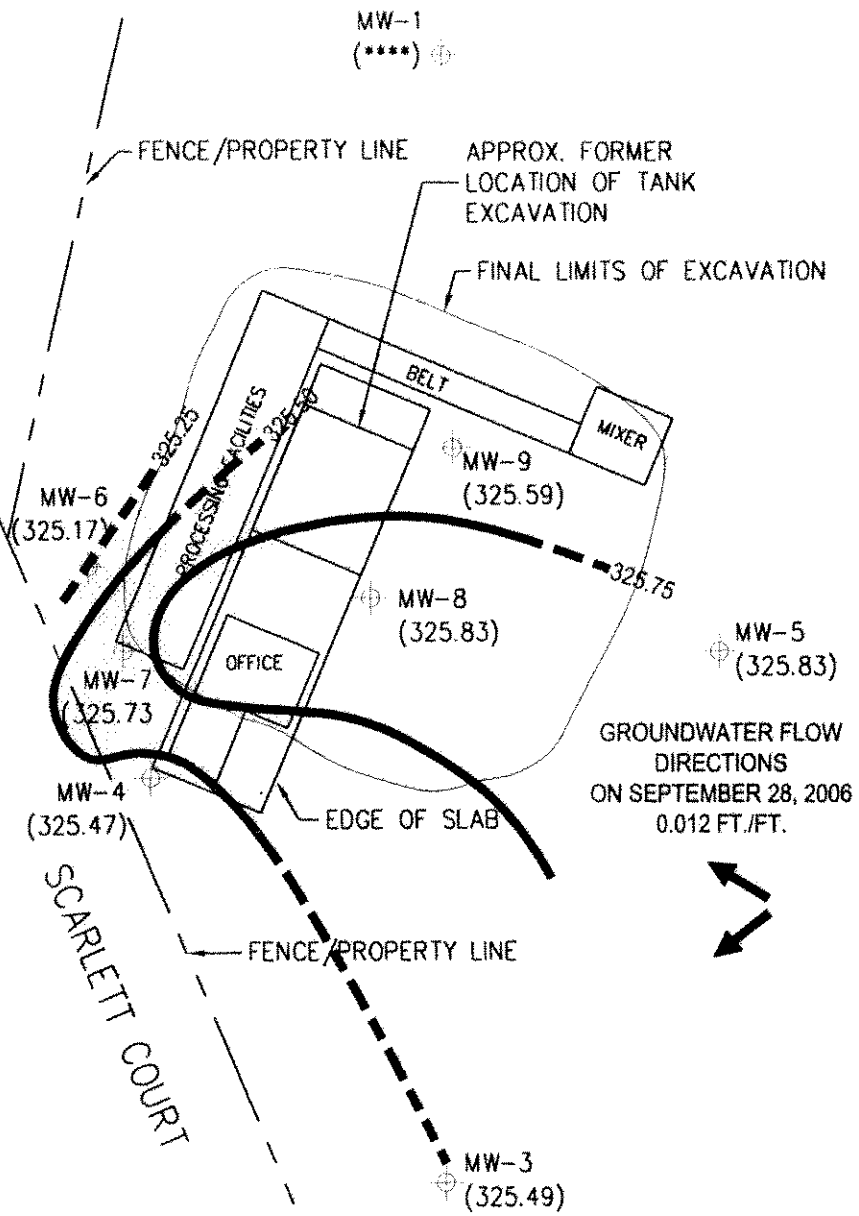 MW-1
(****)
FENCE/PROPERTY LINE
APPROX. FORMER
LOCATION OF TANK
EXCAVATION
FINAL LIMITS OF EXCAVATION
BELT
MIXER
325.25
325.50
PROCESSING FACILITIES
MW-9
(325.59)
MW-6
(325.17)
325.75
MW-8
(325.83)
MW-5
(325.83)
OFFICE
MW-7
(325.73
GROUNDWATER FLOW
DIRECTIONS
ON SEPTEMBER 28, 2006
0.012 FT./FT.
MW-4
(325.47)
EDGE OF SLAB
SCARLETT COURT
FENCE/PROPERTY LINE
MW-3
(325.49)